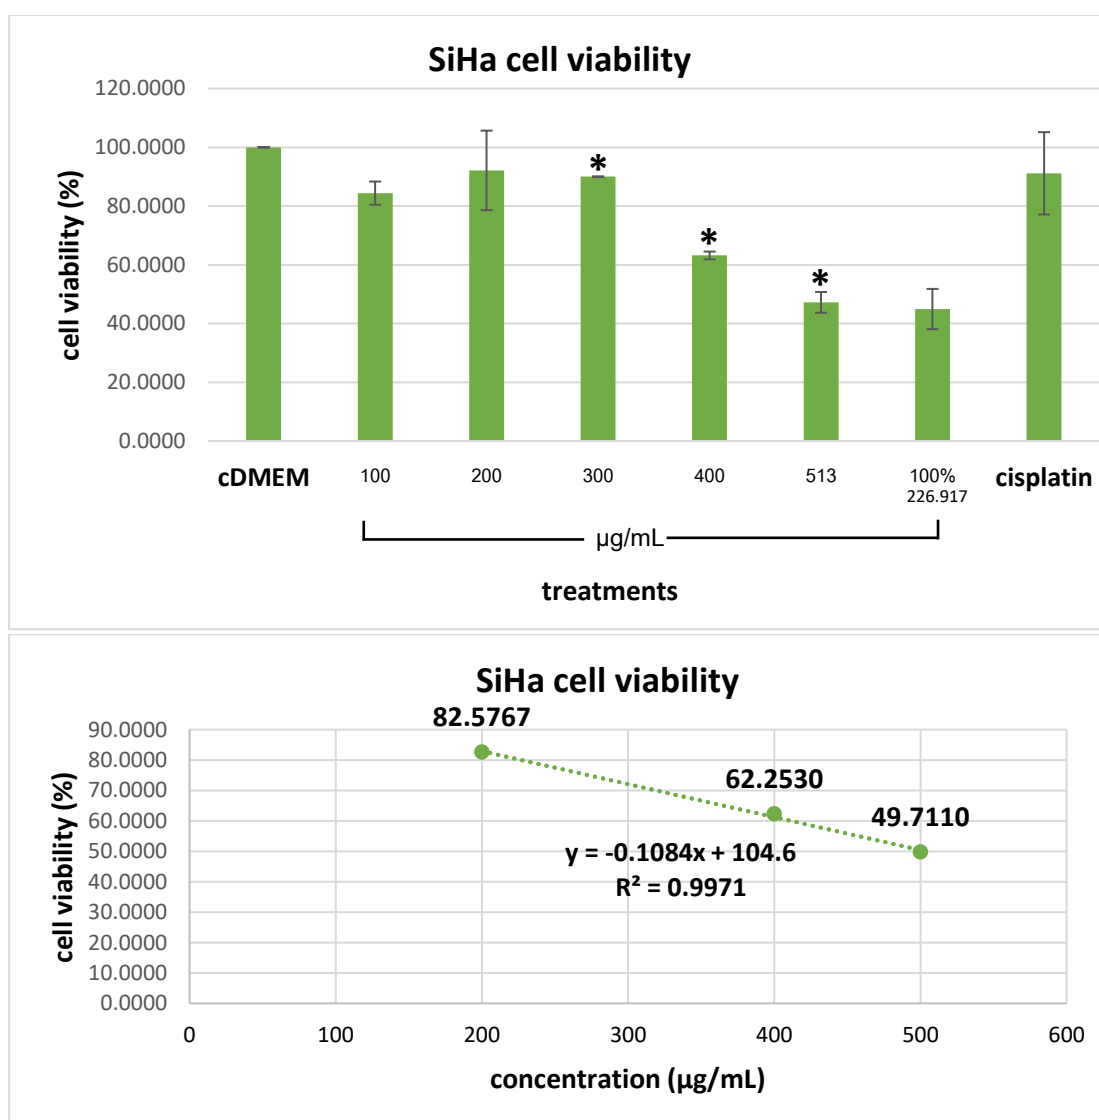 SiHa cell viability
120.0000
100.0000
80.0000
60.0000
40.0000
20.0000
0.0000
cell viability (%)
*
*
*
cDMEM 100 200 300 400 513 100% cisplatin
226.917
µg/mL
treatments
SiHa cell viability
82.5767
90.0000
80.0000
70.0000
60.0000
50.0000
40.0000
30.0000
20.0000
10.0000
0.0000
cell viability (%)
62.2530
49.7110
y = -0.1084x + 104.6
R² = 0.9971
0 100 200 300 400 500 600
concentration (µg/mL)